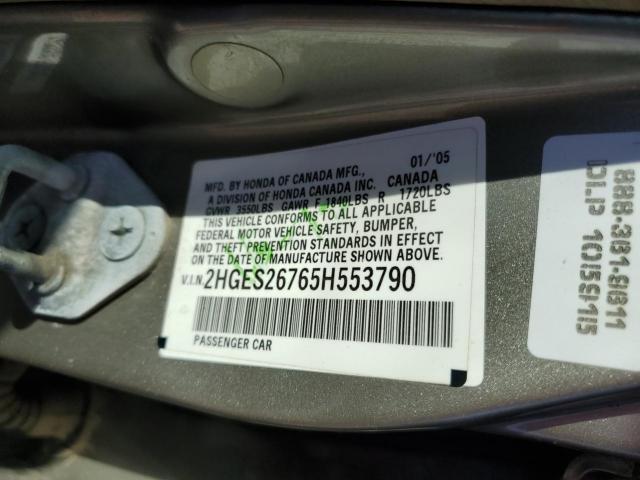 MFD. BY HONDA OF CANADA MFG., 01/'05
A DIVISION OF HONDA CANADA INC. CANADA
GVWR 3550LBS GAWR F 1840LBS R 1720LBS
THIS VEHICLE CONFORMS TO ALL APPLICABLE
FEDERAL MOTOR VEHICLE SAFETY, BUMPER,
AND THEFT PREVENTION STANDARDS IN EFFECT
ON THE DATE OF MANUFACTURE SHOWN ABOVE.
V.I.N. 2HGES26765H553790
PASSENGER CAR